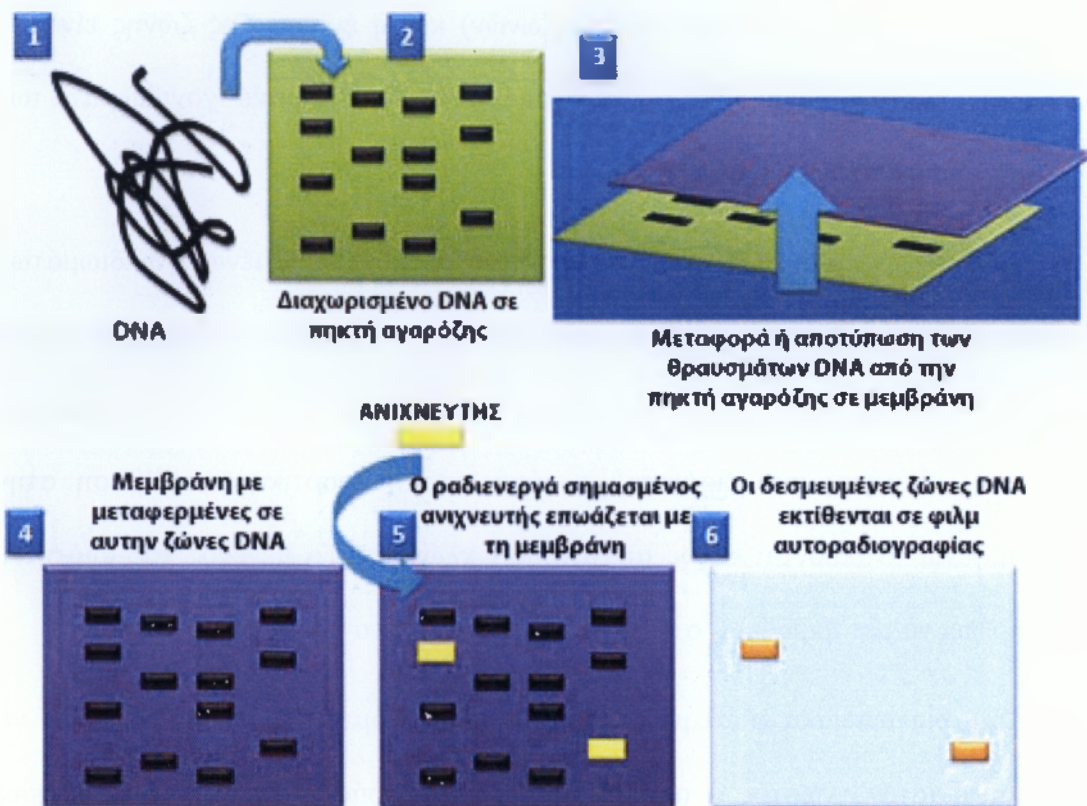 1
2
3
DNA
Διαχωρισμένο DNA σε
πηκτή αγαρόζης
Μεταφορά ή αποτύπωση των
θραυσμάτων DNA από την
πηκτή αγαρόζης σε μεμβράνη
ΑΝΙΧΝΕΥΤΗΣ
4
Μεμβράνη με
μεταφερμένες σε
αυτην ζώνες DNA
5
Ο ραδιενεργά σημασμένος
ανιχνευτής επωάζεται με
τη μεμβράνη
6
Οι δεσμευμένες ζώνες DNA
εκτίθενται σε φιλμ
αυτοραδιογραφίας